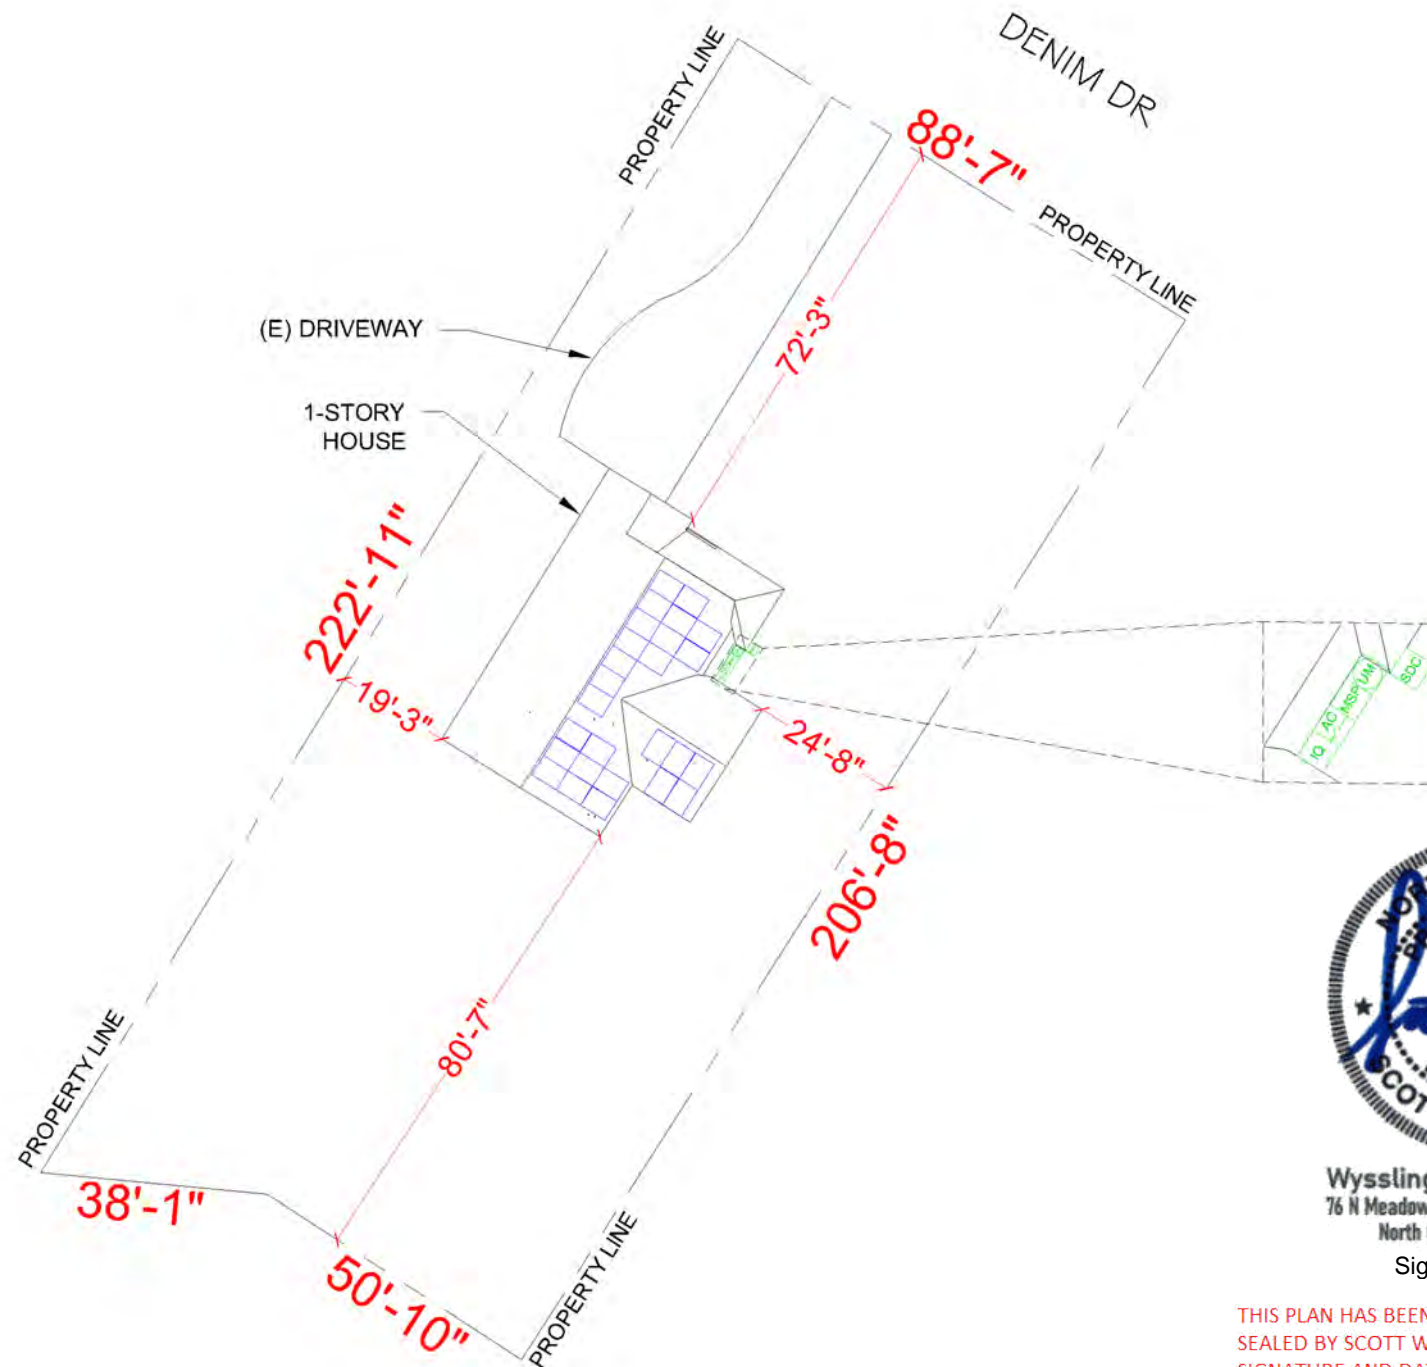 DENIM DR
PROPERTY LINE
88'-7"
PROPERTY LINE
72'-3"
(E) DRIVEWAY
1-STORY
HOUSE
222'-11"
19'-3"
24'-8"
IQ
AC
MSP/UM
SDC
206'-8"
80'-7"
PROPERTY LINE
38'-1"
50'-10"
PROPERTY LINE
SCOT
Wyssling
76 N Meadow
North
Sig
THIS PLAN HAS BEEN
SEALED BY SCOTT W